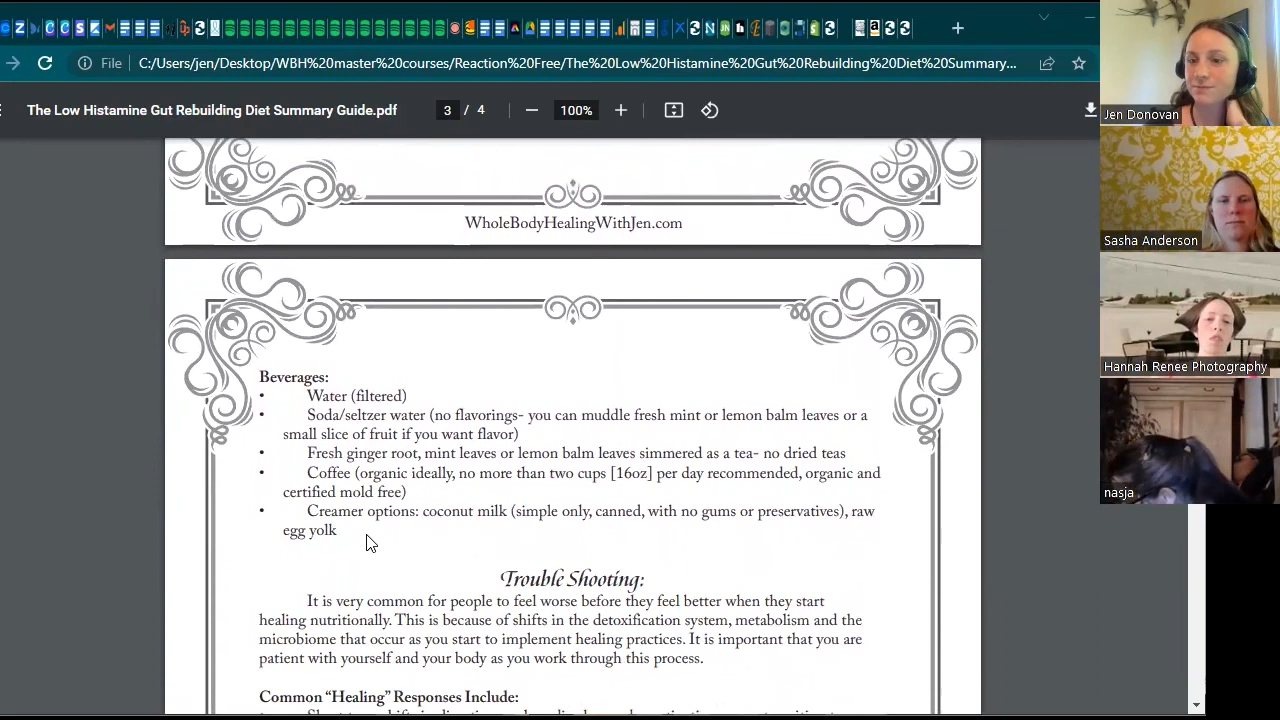 File
C:/Users/jen/Desktop/WBH%20master%20courses/Reaction%20Free/The%20Low%20Histamine%20Gut%20Rebuilding%20Diet%20Summary...
The Low Histamine Gut Rebuilding Diet Summary Guide.pdf
3 / 4
100%
WholeBodyHealingWithJen.com
Beverages:
• Water (filtered)
• Soda/seltzer water (no flavorings- you can muddle fresh mint or lemon balm leaves or a
small slice of fruit if you want flavor)
• Fresh ginger root, mint leaves or lemon balm leaves simmered as a tea- no dried teas
• Coffee (organic ideally, no more than two cups [16oz] per day recommended, organic and
certified mold free)
• Creamer options: coconut milk (simple only, canned, with no gums or preservatives), raw
egg yolk
Trouble Shooting:
It is very common for people to feel worse before they feel better when they start
healing nutritionally. This is because of shifts in the detoxification system, metabolism and the
microbiome that occur as you start to implement healing practices. It is important that you are
patient with yourself and your body as you work through this process.
Common “Healing” Responses Include:
Jen Donovan
Sasha Anderson
Hannah Renee Photography
nasja